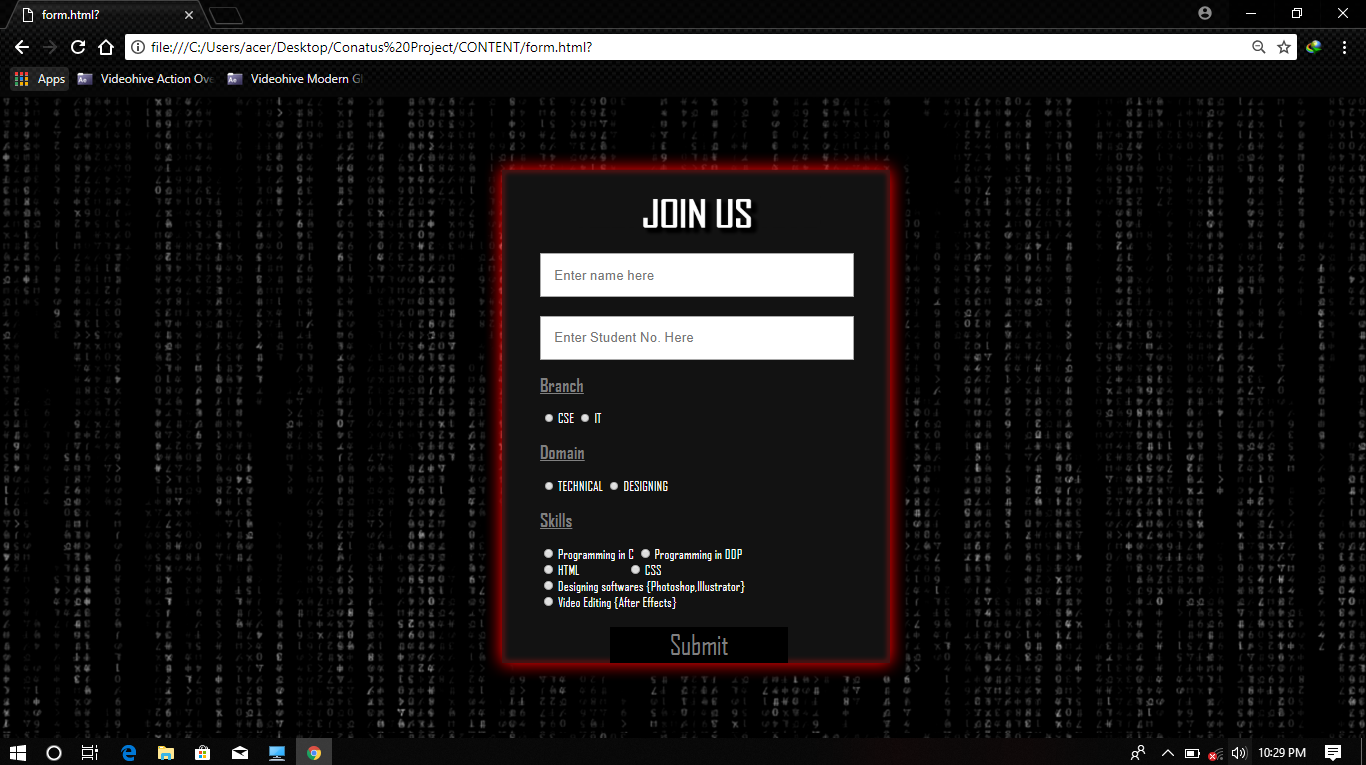 form.html?
file:///C:/Users/acer/Desktop/Conatus%20Project/CONTENT/form.html?
Apps Videohive Action Ove Videohive Modern Gl
JOIN US
Enter name here
Enter Student No. Here
Branch
CSE IT
Domain
TECHNICAL DESIGNING
Skills
Programming in C Programming in OOP
HTML CSS
Designing softwares {Photoshop,Illustrator}
Video Editing {After Effects}
Submit
10:29 PM